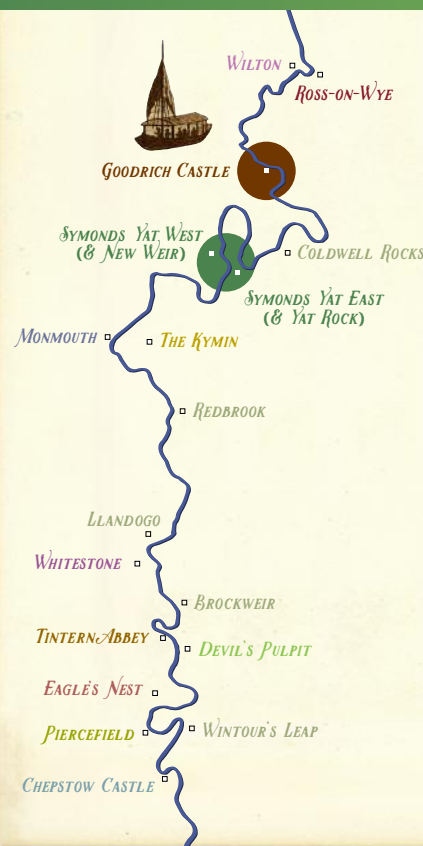 Wilton
Ross-on-Wye
Goodrich Castle
Symonds Yat West
(& New Weir)
Coldwell Rocks
Symonds Yat East
(& Yat Rock)
Monmouth
The Kymin
Redbrook
Llandogo
Whitestone
Brockweir
Tintern Abbey
Devil's Pulpit
Eagle's Nest
Piercefield
Wintour's Leap
Chepstow Castle